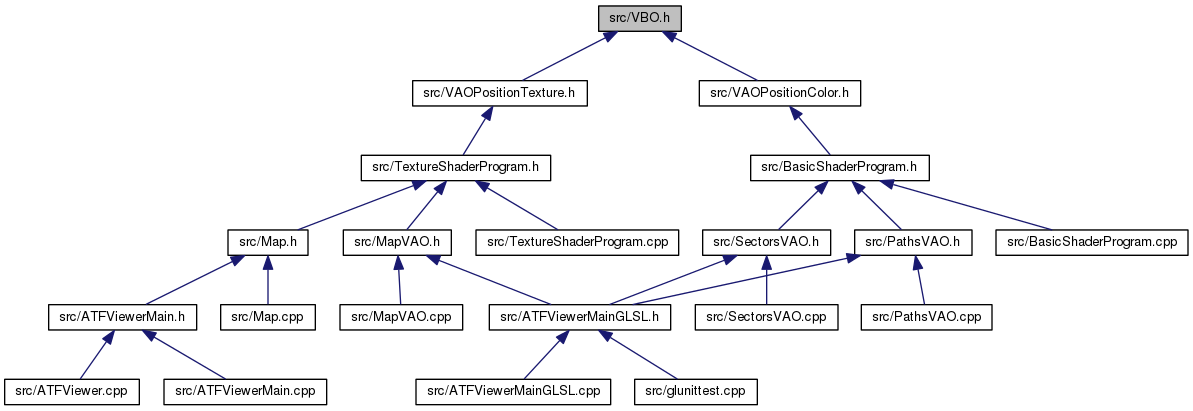 src/VBO.h
src/VAOPositionTexture.h
src/VAOPositionColor.h
src/TextureShaderProgram.h
src/BasicShaderProgram.h
src/Map.h
src/MapVAO.h
src/TextureShaderProgram.cpp
src/SectorsVAO.h
src/PathsVAO.h
src/BasicShaderProgram.cpp
src/ATFViewerMain.h
src/Map.cpp
src/MapVAO.cpp
src/ATFViewerMainGLSL.h
src/SectorsVAO.cpp
src/PathsVAO.cpp
src/ATFViewer.cpp
src/ATFViewerMain.cpp
src/ATFViewerMainGLSL.cpp
src/glunittest.cpp